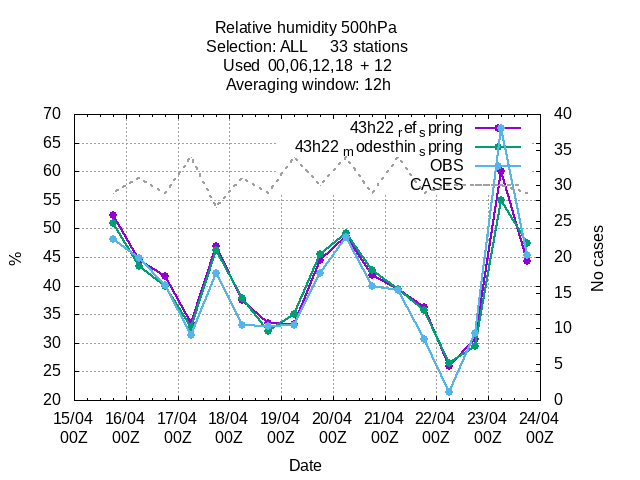 Relative humidity 500hPa
Selection: ALL 33 stations
Used 00,06,12,18 + 12
Averaging window: 12h
70 40
65 35
60 30
55 25
50 20
45 15
40 10
35 5
30 0
25
20
43h22 ref spring
43h22 modesthin spring
OBS
CASES
%
No cases
15/04 16/04 17/04 18/04 19/04 20/04 21/04 22/04 23/04 24/04
00Z 00Z 00Z 00Z 00Z 00Z 00Z 00Z 00Z 00Z
Date